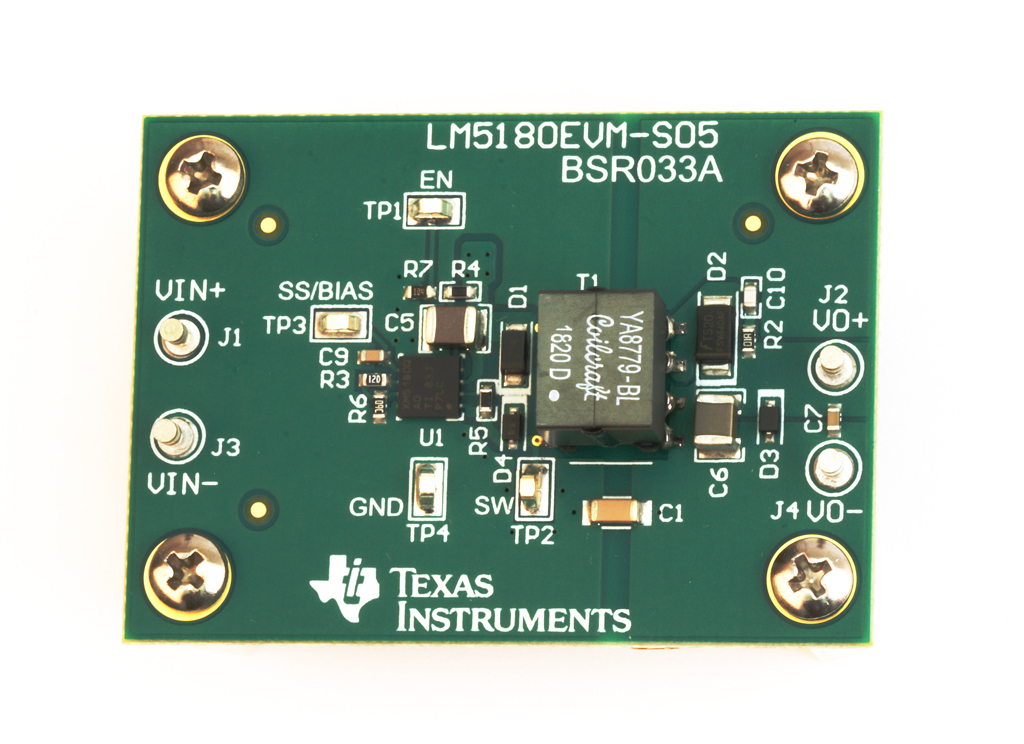 LM5180EVM-S05
BSR033A
EN
TP1
R7
R4
SS/BIAS
TP3
C5
D1
T1
D2
C10
R2
VIN+
J1
J2
VO+
YA8779-BL
Coilcraft
1820 D
C9
R3
120
R6
U1
R5
D4
C6
D3
C7
J3
VIN-
GND
TP4
SW
TP2
C1
J4
VO-
TEXAS
INSTRUMENTS